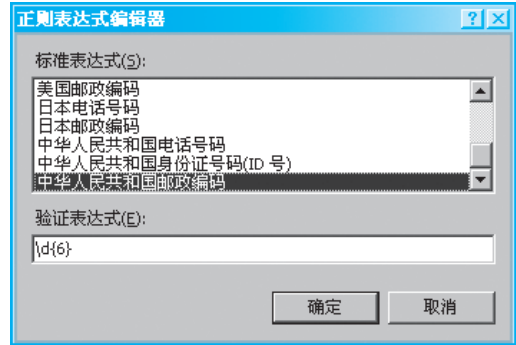 正则表达式编辑器
标准表达式(S):
美国邮政编码
日本电话号码
日本邮政编码
中华人民共和国电话号码
中华人民共和国身份证号码(ID 号)
中华人民共和国邮政编码
验证表达式(E):
\d{6}
确定 取消